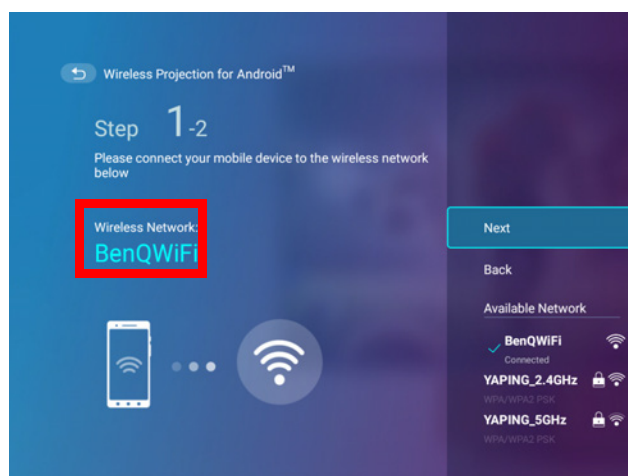 Wireless Projection for Android™
Step 1-2
Please connect your mobile device to the wireless network
below
Wireless Network:
BenQWiFi
Next
Back
Available Network
BenQWiFi
Connected
YAPING_2.4GHz
WPA/WPA2 PSK
YAPING_5GHz
WPA/WPA2 PSK